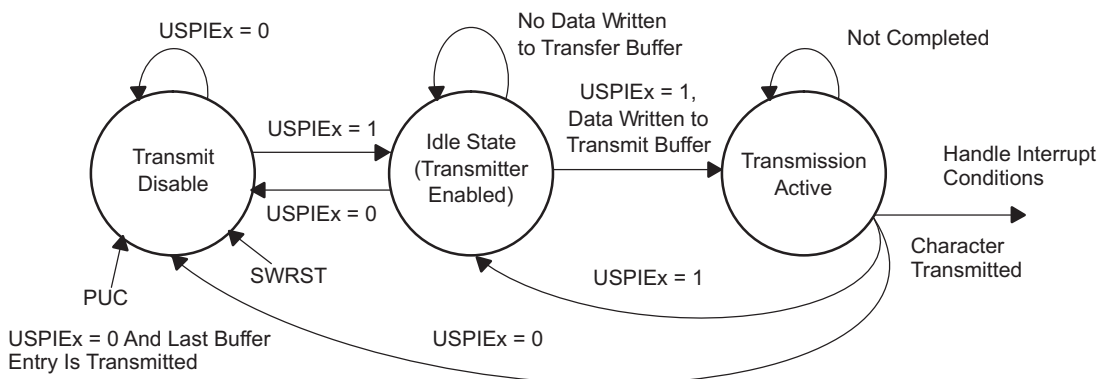 USPIEx = 0
No Data Written
to Transfer Buffer
Not Completed
USPIEx = 1
USPIEx = 1,
Data Written to
Transmit Buffer
Transmit
Disable
Idle State
(Transmitter
Enabled)
Transmission
Active
Handle Interrupt
Conditions
USPIEx = 0
Character
Transmitted
PUC
SWRST
USPIEx = 1
USPIEx = 0 And Last Buffer
Entry Is Transmitted
USPIEx = 0